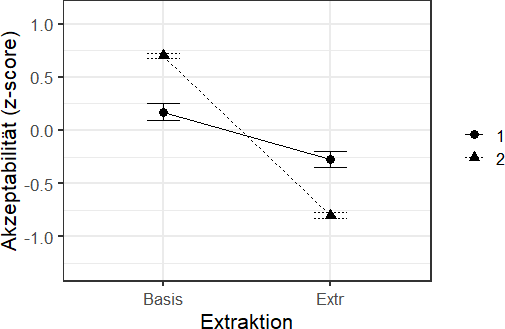 Akzeptabilität (z-score)
1.0
0.5
0.0
-0.5
-1.0
Basis Extr
Extraktion
1
2